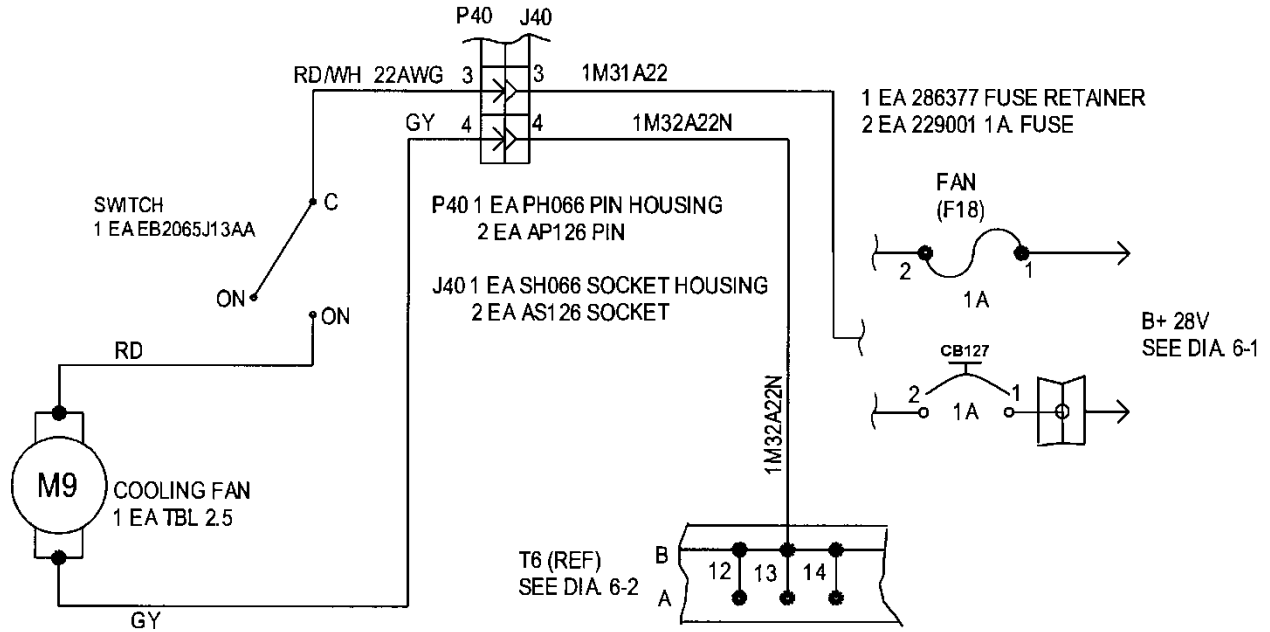 P40 J40
RD/WH 22AWG 3 3 1M31A22
GY 4 4 1M32A22N
1 EA 286377 FUSE RETAINER
2 EA 229001 1A. FUSE
FAN
(F18)
2 1
1A
SWITCH
1 EA EB2065J13AA
C
ON
ON
P40 1 EA PH066 PIN HOUSING
2 EA AP126 PIN
J40 1 EA SH066 SOCKET HOUSING
2 EA AS126 SOCKET
B+ 28V
SEE DIA. 6-1
CB127
2 1
1A
RD
1M32A22N
M9
COOLING FAN
1 EA TBL 2.5
T6 (REF)
SEE DIA. 6-2
B
12 13 14
A
GY